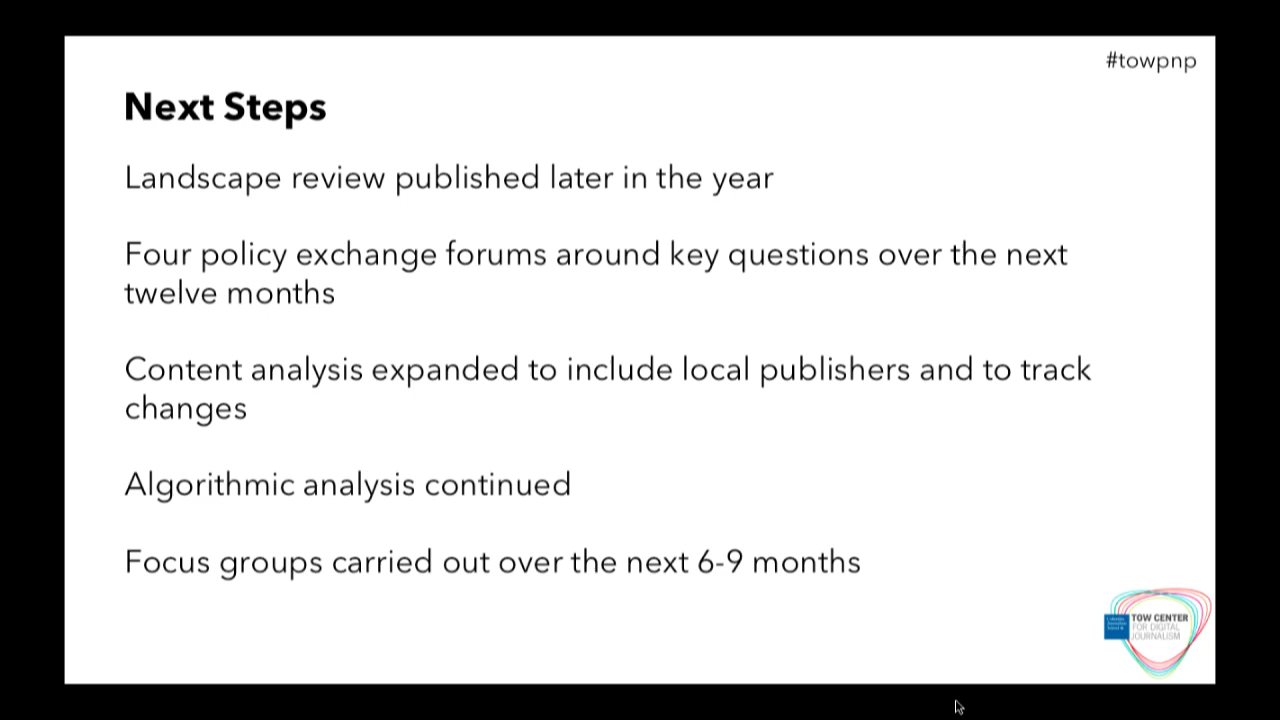 #towpnp
Next Steps
Landscape review published later in the year
Four policy exchange forums around key questions over the next
twelve months
Content analysis expanded to include local publishers and to track
changes
Algorithmic analysis continued
Focus groups carried out over the next 6-9 months
TOW CENTER
FOR DIGITAL
JOURNALISM